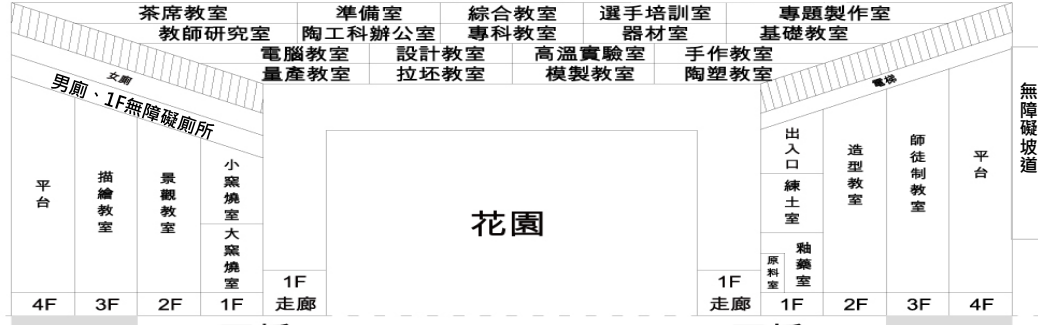 茶席教室 準備室 綜合教室 選手培訓室 專題製作室
教師研究室 陶工科辦公室 專科教室 器材室 基礎教室
電腦教室 設計教室 高溫實驗室 手作教室
量產教室 拉坯教室 模製教室 陶塑教室
女廁
男廁、1F無障礙廁所
電梯
無障礙坡道
平台
描繪教室
景觀教室
小窯燒室
大窯燒室
花園
出入口
練土室
原料室
釉藥室
造型教室
師徒制教室
平台
1F
走廊
1F
走廊
4F 3F 2F 1F
1F 2F 3F 4F